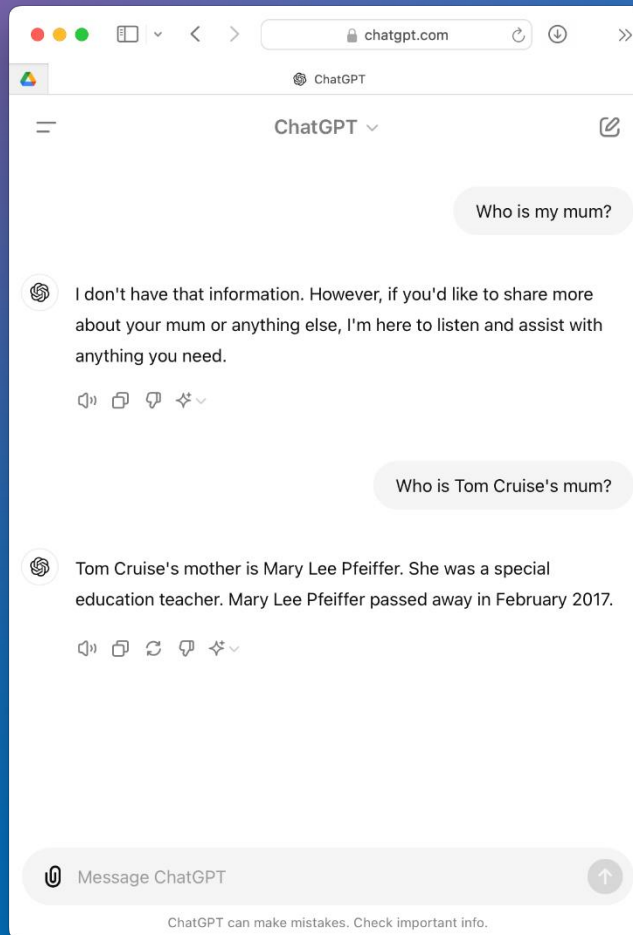 chatgpt.com
ChatGPT
ChatGPT
Who is my mum?
I don't have that information. However, if you'd like to share more
about your mum or anything else, I'm here to listen and assist with
anything you need.
Who is Tom Cruise's mum?
Tom Cruise's mother is Mary Lee Pfeiffer. She was a special
education teacher. Mary Lee Pfeiffer passed away in February 2017.
Message ChatGPT
ChatGPT can make mistakes. Check important info.